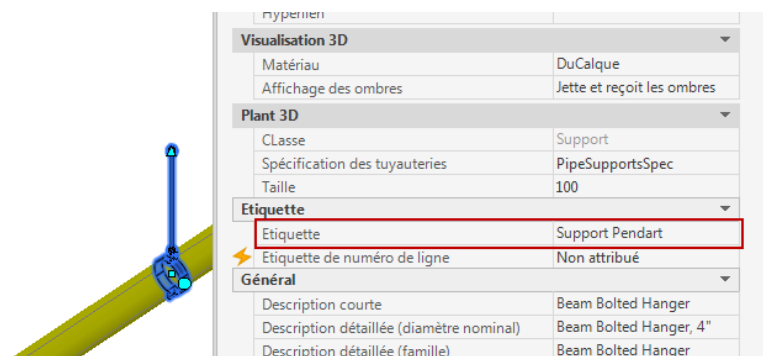 Hyperlien
Visualisation 3D
Matériau DuCalque
Affichage des ombres Jette et reçoit les ombres
Plant 3D
CLasse Support
Spécification des tuyauteries PipeSupportsSpec
Taille 100
Etiquette
Etiquette Support Pendart
Etiquette de numéro de ligne Non attribué
Général
Description courte Beam Bolted Hanger
Description détaillée (diamètre nominal) Beam Bolted Hanger, 4"
Description détaillée (famille) Beam Bolted Hanger